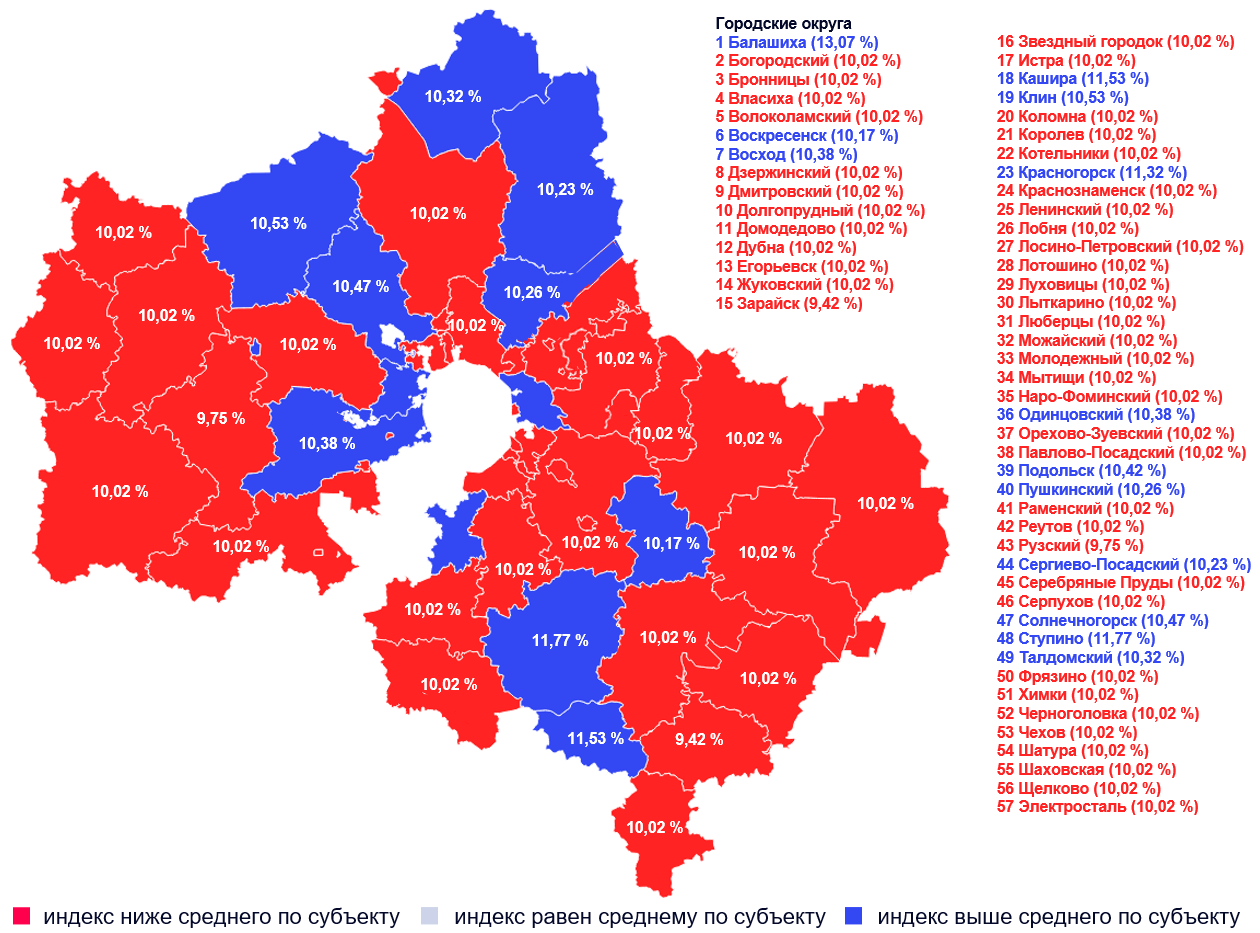 Городские округа
1 Балашиха (13,07 %)
2 Богородский (10,02 %)
3 Бронницы (10,02 %)
4 Власиха (10,02 %)
5 Волоколамский (10,02 %)
6 Воскресенск (10,17 %)
7 Восход (10,38 %)
8 Дзержинский (10,02 %)
9 Дмитровский (10,02 %)
10 Долгопрудный (10,02 %)
11 Домодедово (10,02 %)
12 Дубна (10,02 %)
13 Егорьевск (10,02 %)
14 Жуковский (10,02 %)
15 Зарайск (9,42 %)
16 Звездный городок (10,02 %)
17 Истра (10,02 %)
18 Кашира (11,53 %)
19 Клин (10,53 %)
20 Коломна (10,02 %)
21 Королев (10,02 %)
22 Котельники (10,02 %)
23 Красногорск (11,32 %)
24 Краснознаменск (10,02 %)
25 Ленинский (10,02 %)
26 Лобня (10,02 %)
27 Лосино-Петровский (10,02 %)
28 Лотошино (10,02 %)
29 Луховицы (10,02 %)
30 Лыткарино (10,02 %)
31 Люберцы (10,02 %)
32 Можайский (10,02 %)
33 Молодежный (10,02 %)
34 Мытищи (10,02 %)
35 Наро-Фоминский (10,02 %)
36 Одинцовский (10,38 %)
37 Орехово-Зуевский (10,02 %)
38 Павлово-Посадский (10,02 %)
39 Подольск (10,42 %)
40 Пушкинский (10,26 %)
41 Раменский (10,02 %)
42 Реутов (10,02 %)
43 Рузский (9,75 %)
44 Сергиево-Посадский (10,23 %)
45 Серебряные Пруды (10,02 %)
46 Серпухов (10,02 %)
47 Солнечногорск (10,47 %)
48 Ступино (11,77 %)
49 Талдомский (10,32 %)
50 Фрязино (10,02 %)
51 Химки (10,02 %)
52 Черноголовка (10,02 %)
53 Чехов (10,02 %)
54 Шатура (10,02 %)
55 Шаховская (10,02 %)
56 Щелково (10,02 %)
57 Электросталь (10,02 %)
10,32 %
10,23 %
10,02 %
10,53 %
10,02 %
10,47 %
10,26 %
10,02 %
10,02 %
10,02 %
10,02 %
10,02 %
9,75 %
10,38 %
10,02 %
10,02 %
10,02 %
10,02 %
10,02 %
10,02 %
10,17 %
10,02 %
10,02 %
10,02 %
10,02 %
11,77 %
10,02 %
10,02 %
10,02 %
11,53 %
9,42 %
10,02 %
индекс ниже среднего по субъекту
индекс равен среднему по субъекту
индекс выше среднего по субъекту